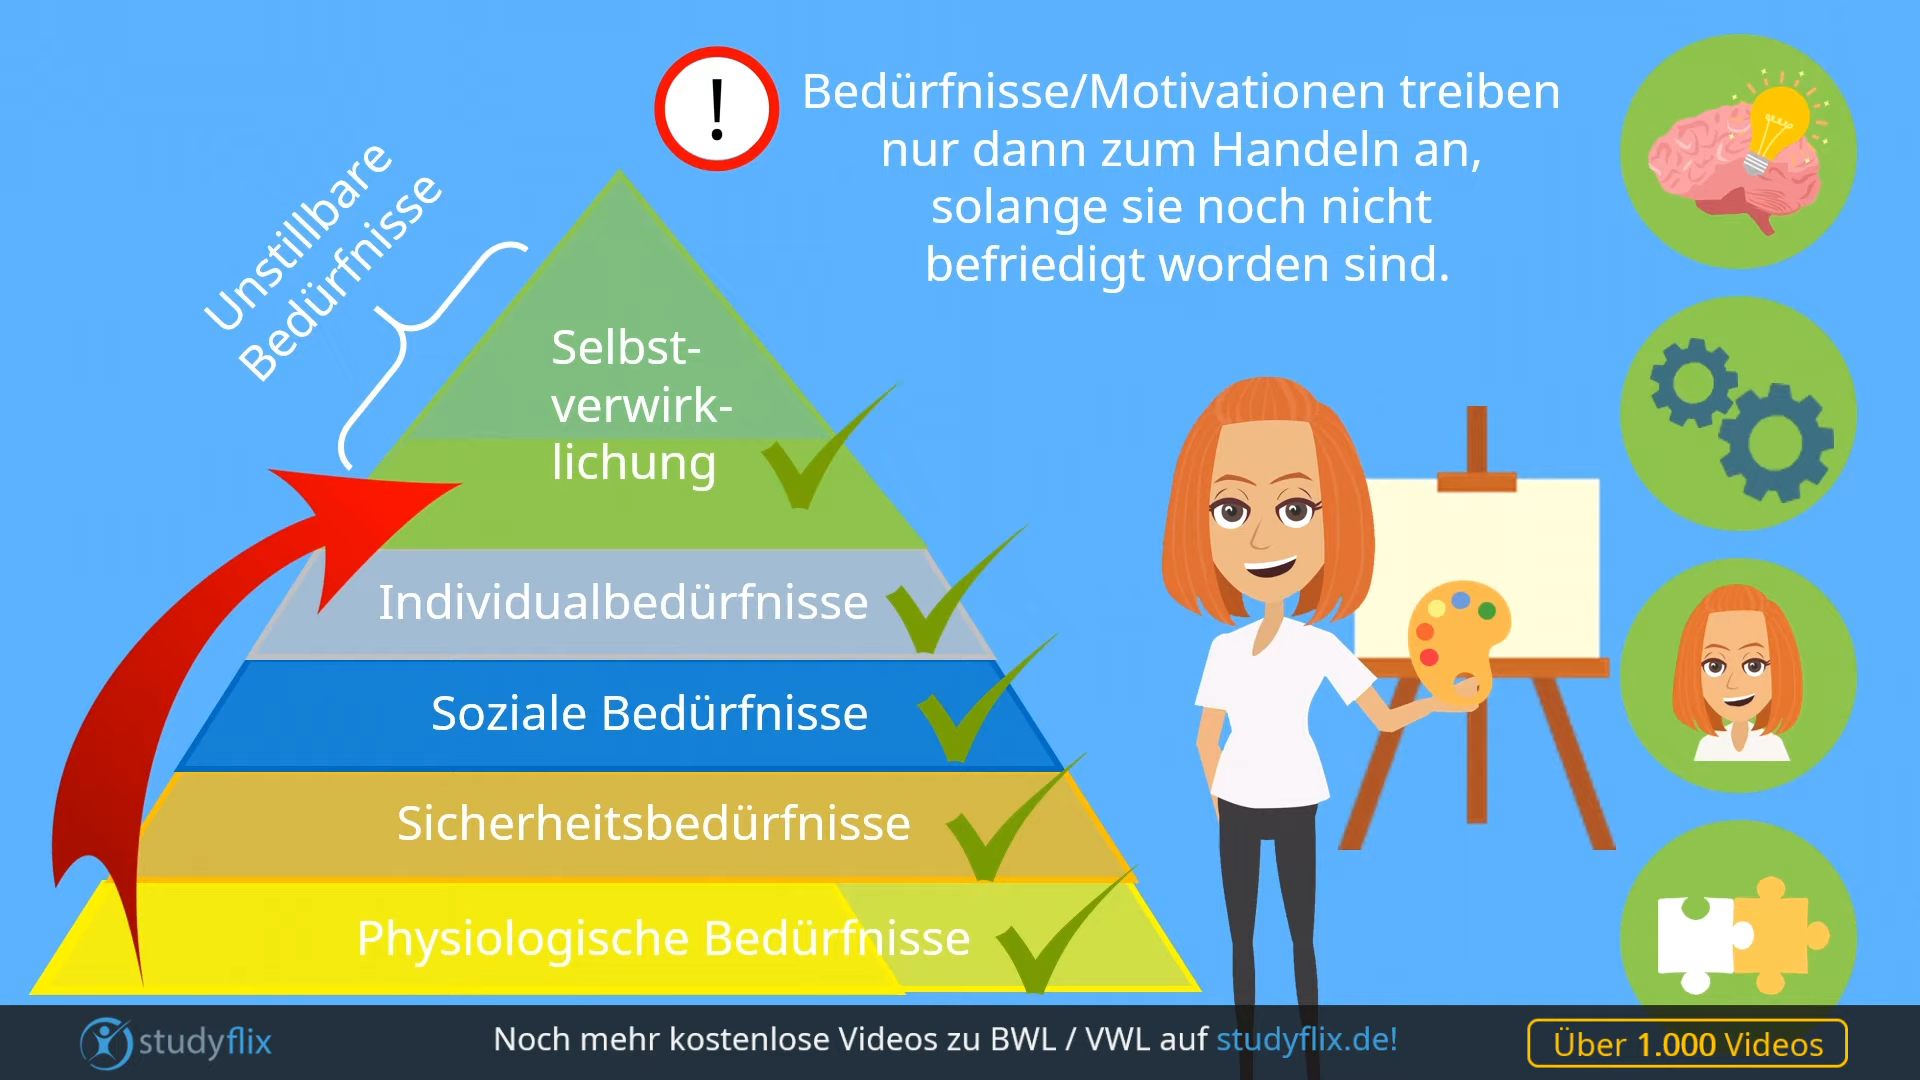 !
Bedürfnisse/Motivationen treiben
nur dann zum Handeln an,
solange sie noch nicht
befriedigt worden sind.
Unstillbare
Bedürfnisse
Selbst-
verwirk-
lichung
Individualbedürfnisse
Soziale Bedürfnisse
Sicherheitsbedürfnisse
Physiologische Bedürfnisse
studyflix
Noch mehr kostenlose Videos zu BWL / VWL auf studyflix.de!
Über 1.000 Videos